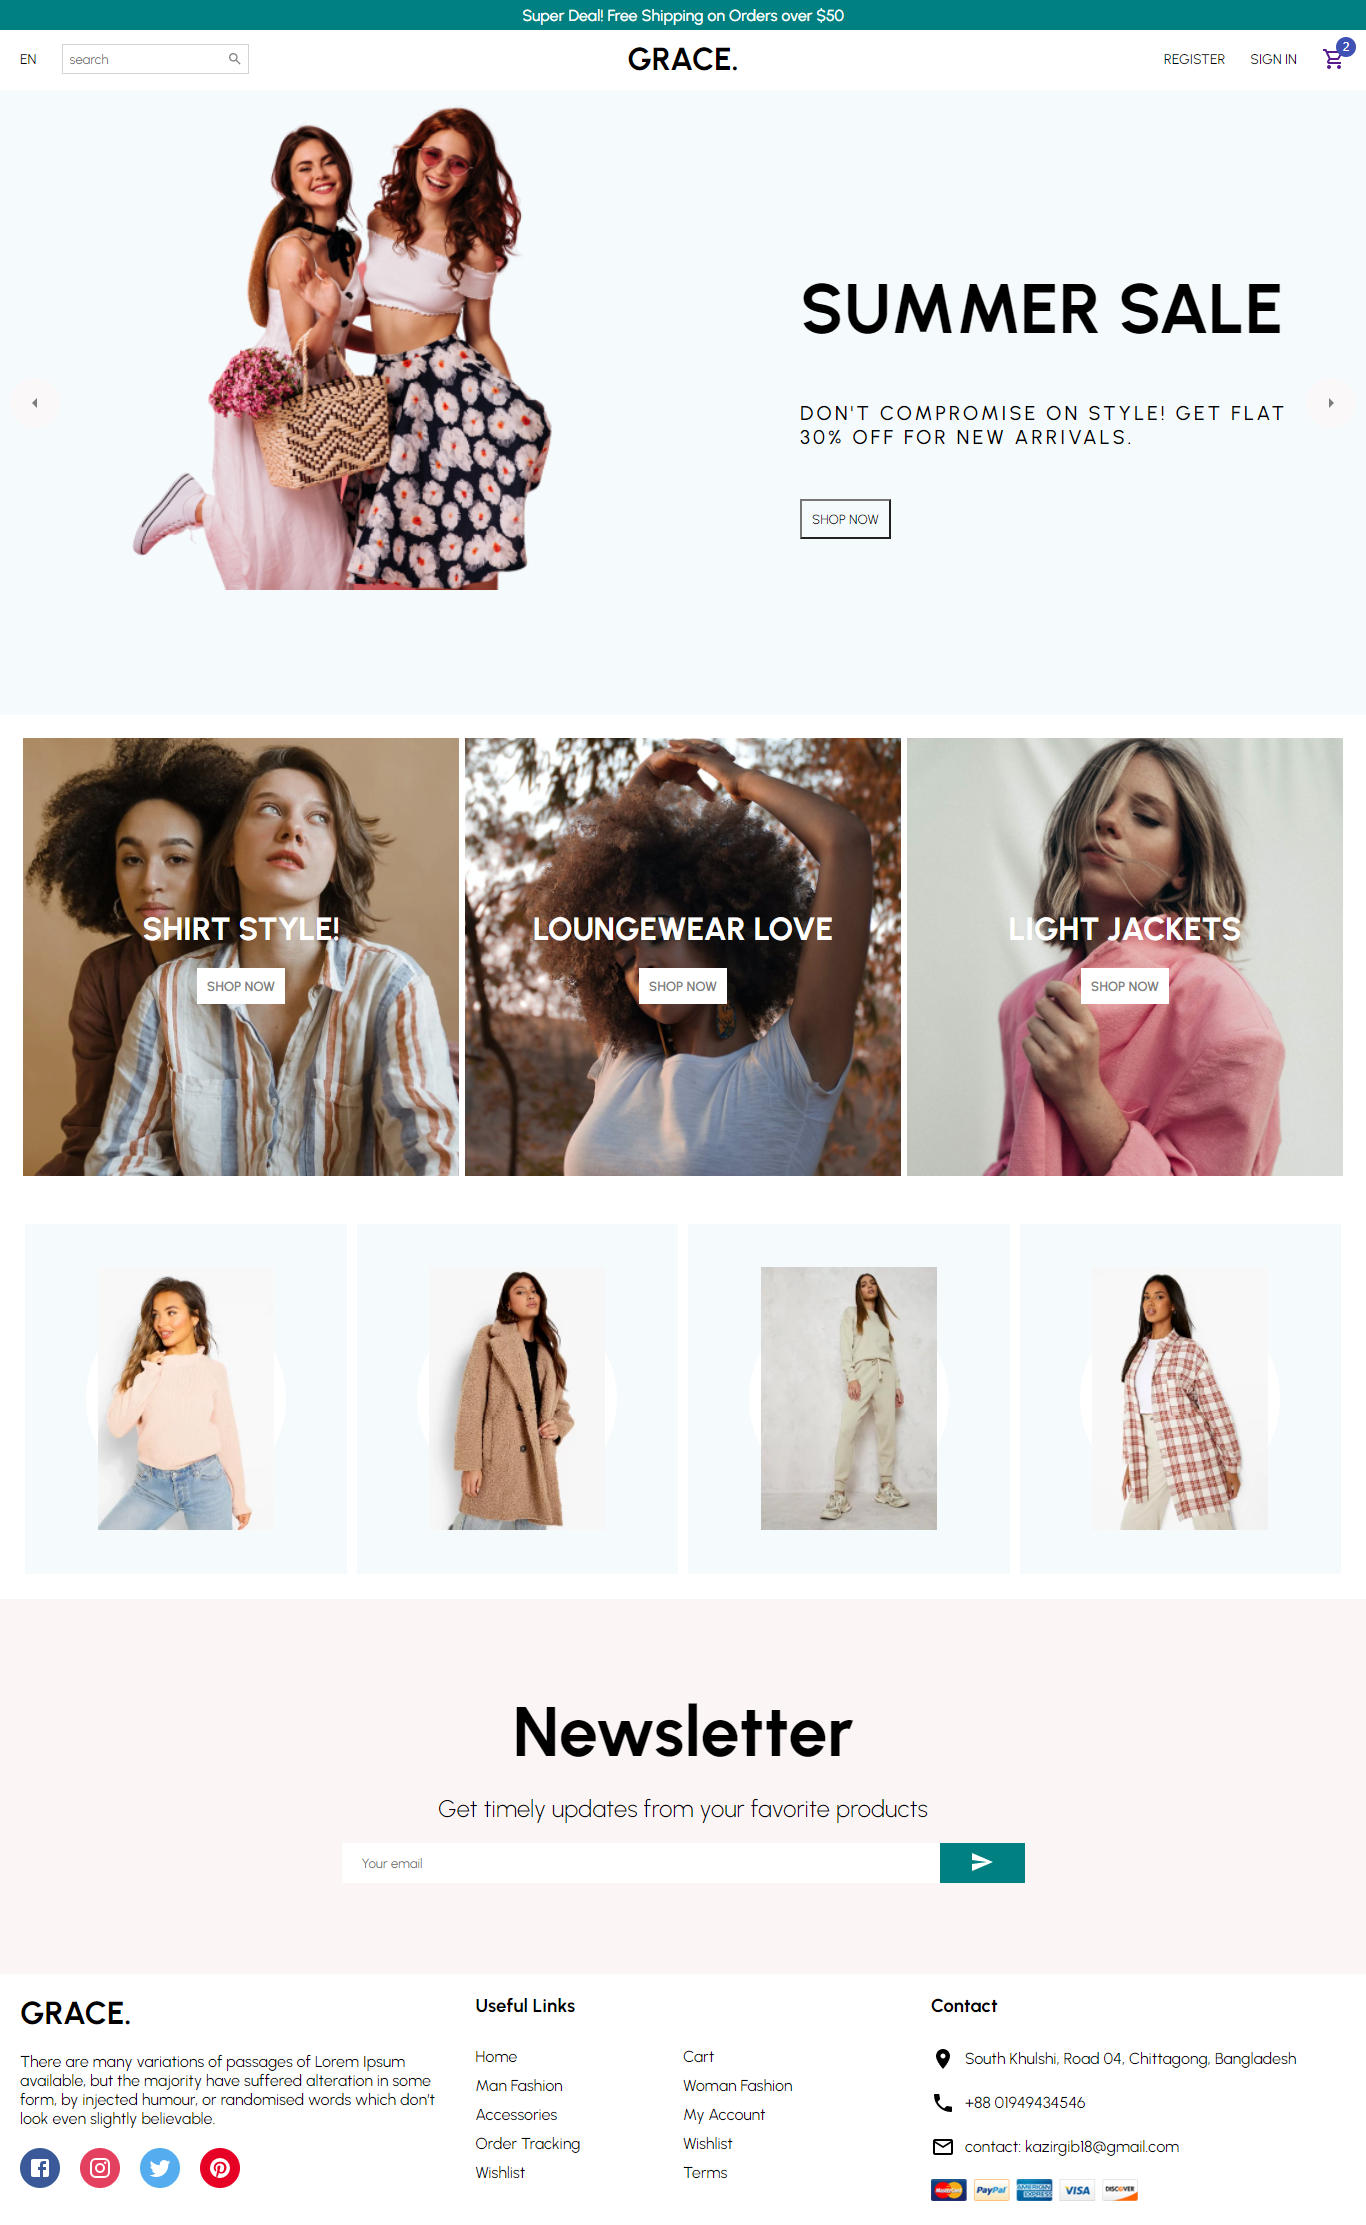 Super Deal! Free Shipping on Orders over $50
EN
search
GRACE.
REGISTER
SIGN IN
2
SUMMER SALE
DON'T COMPROMISE ON STYLE! GET FLAT
30% OFF FOR NEW ARRIVALS.
SHOP NOW
SHIRT STYLE!
SHOP NOW
LOUNGEWEAR LOVE
SHOP NOW
LIGHT JACKETS
SHOP NOW
Newsletter
Get timely updates from your favorite products
Your email
GRACE.
There are many variations of passages of Lorem Ipsum
available, but the majority have suffered alteration in some
form, by injected humour, or randomised words which don't
look even slightly believable.
Useful Links
Home
Cart
Man Fashion
Woman Fashion
Accessories
My Account
Order Tracking
Wishlist
Wishlist
Terms
Contact
South Khulshi, Road 04, Chittagong, Bangladesh
+88 01949434546
contact: kazirgib18@gmail.com
MasterCard
PayPal
AMERICAN EXPRESS
VISA
DISCOVER